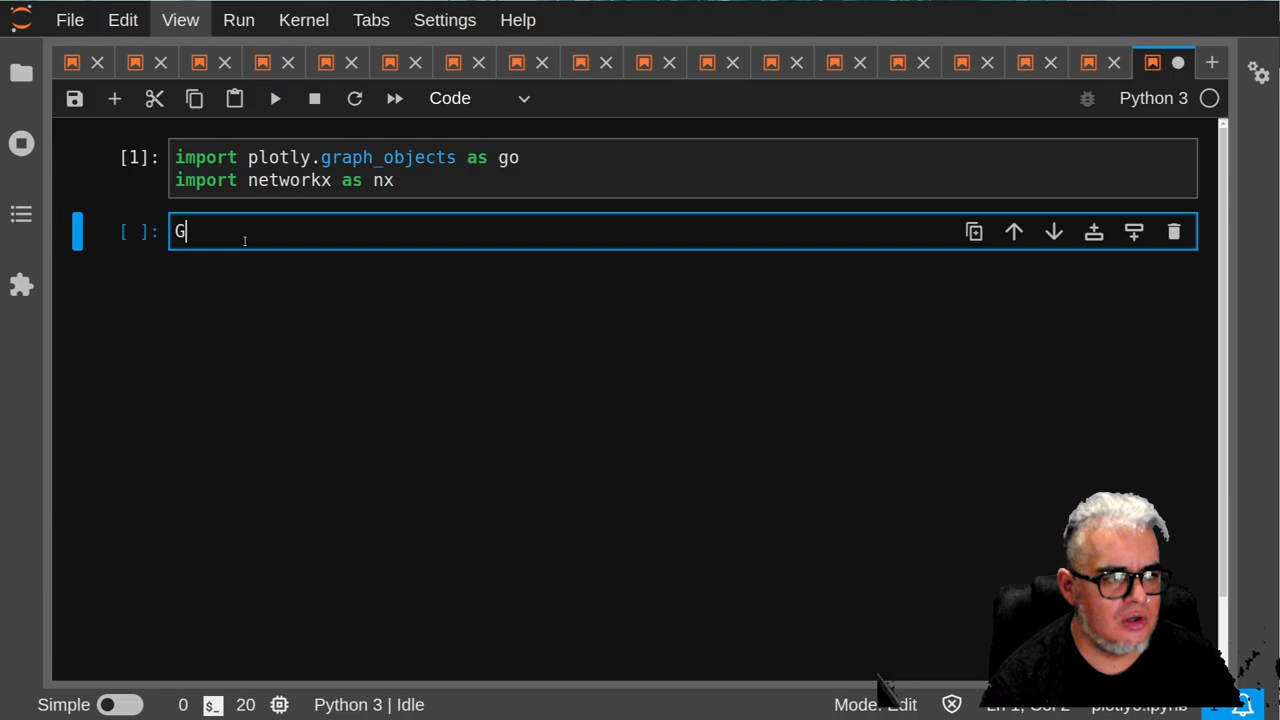 File Edit View Run Kernel Tabs Settings Help
Code
Python 3
[1]: import plotly.graph_objects as go
import networkx as nx
[ ]: G
Simple 0 $_ 20 Python 3 | Idle
Mode: Edit